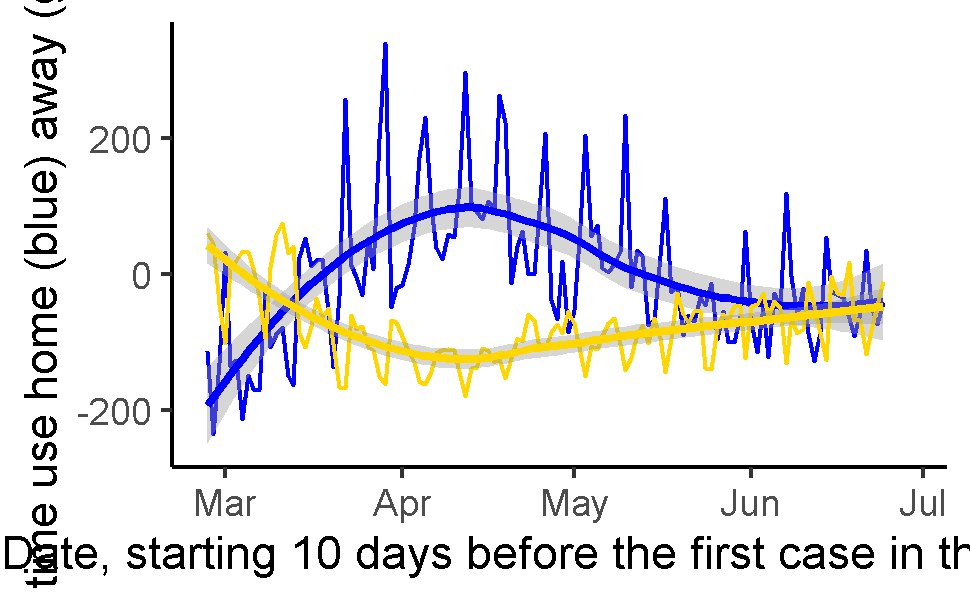 time use home (blue) away (
200
0
-200
Mar Apr May Jun Jul
Date, starting 10 days before the first case in th